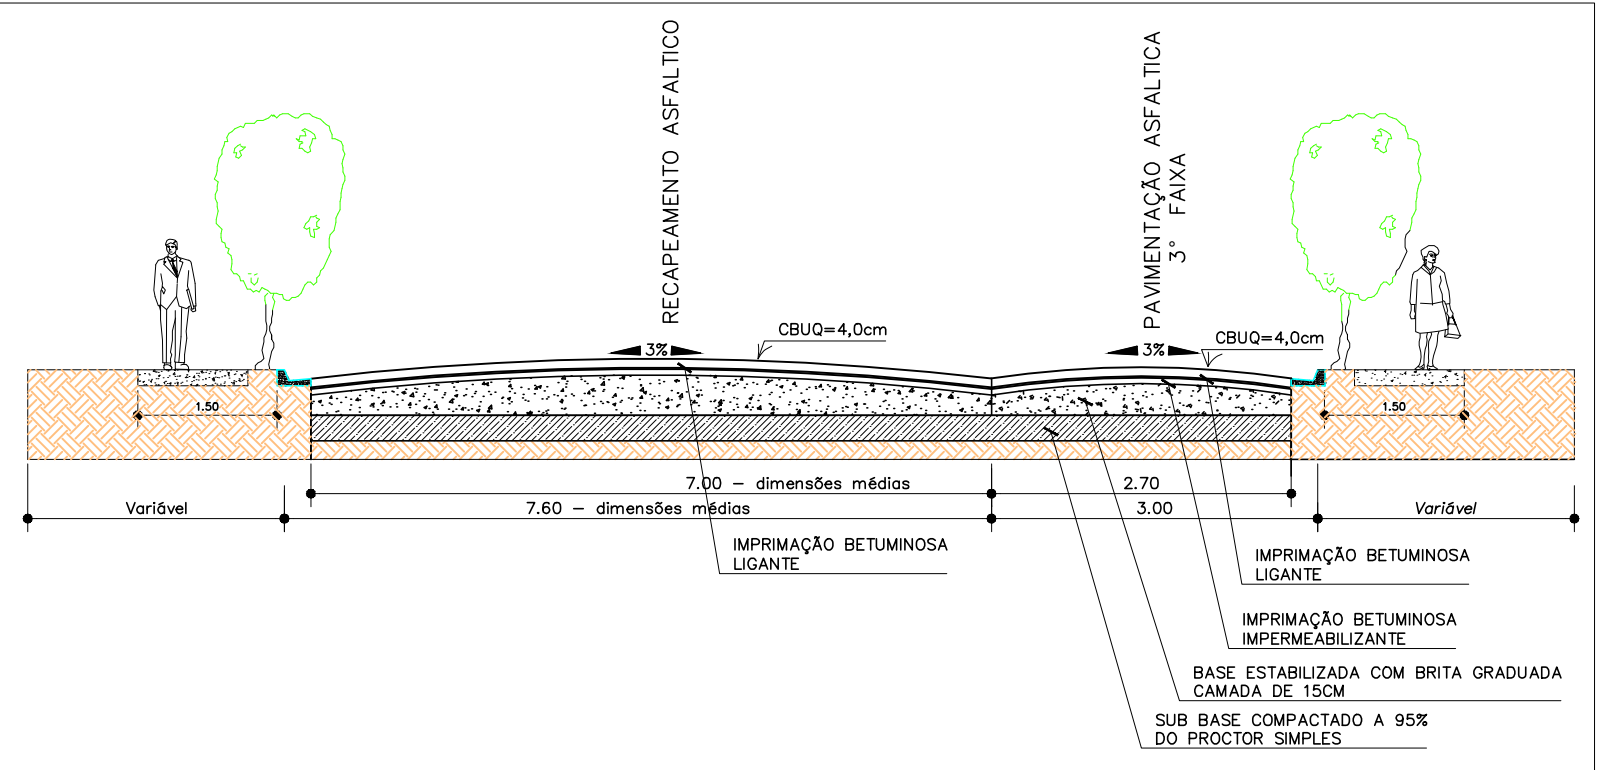 RECAPEAMENTO ASFALTICO
PAVIMENTAÇÃO ASFALTICA
3° FAIXA
CBUQ=4,0cm
3%
CBUQ=4,0cm
3%
1.50
1.50
7.00 – dimensões médias
2.70
Variável
7.60 – dimensões médias
3.00
Variável
IMPRIMAÇÃO BETUMINOSA
LIGANTE
IMPRIMAÇÃO BETUMINOSA
LIGANTE
IMPRIMAÇÃO BETUMINOSA
IMPERMEABILIZANTE
BASE ESTABILIZADA COM BRITA GRADUADA
CAMADA DE 15CM
SUB BASE COMPACTADO A 95%
DO PROCTOR SIMPLES